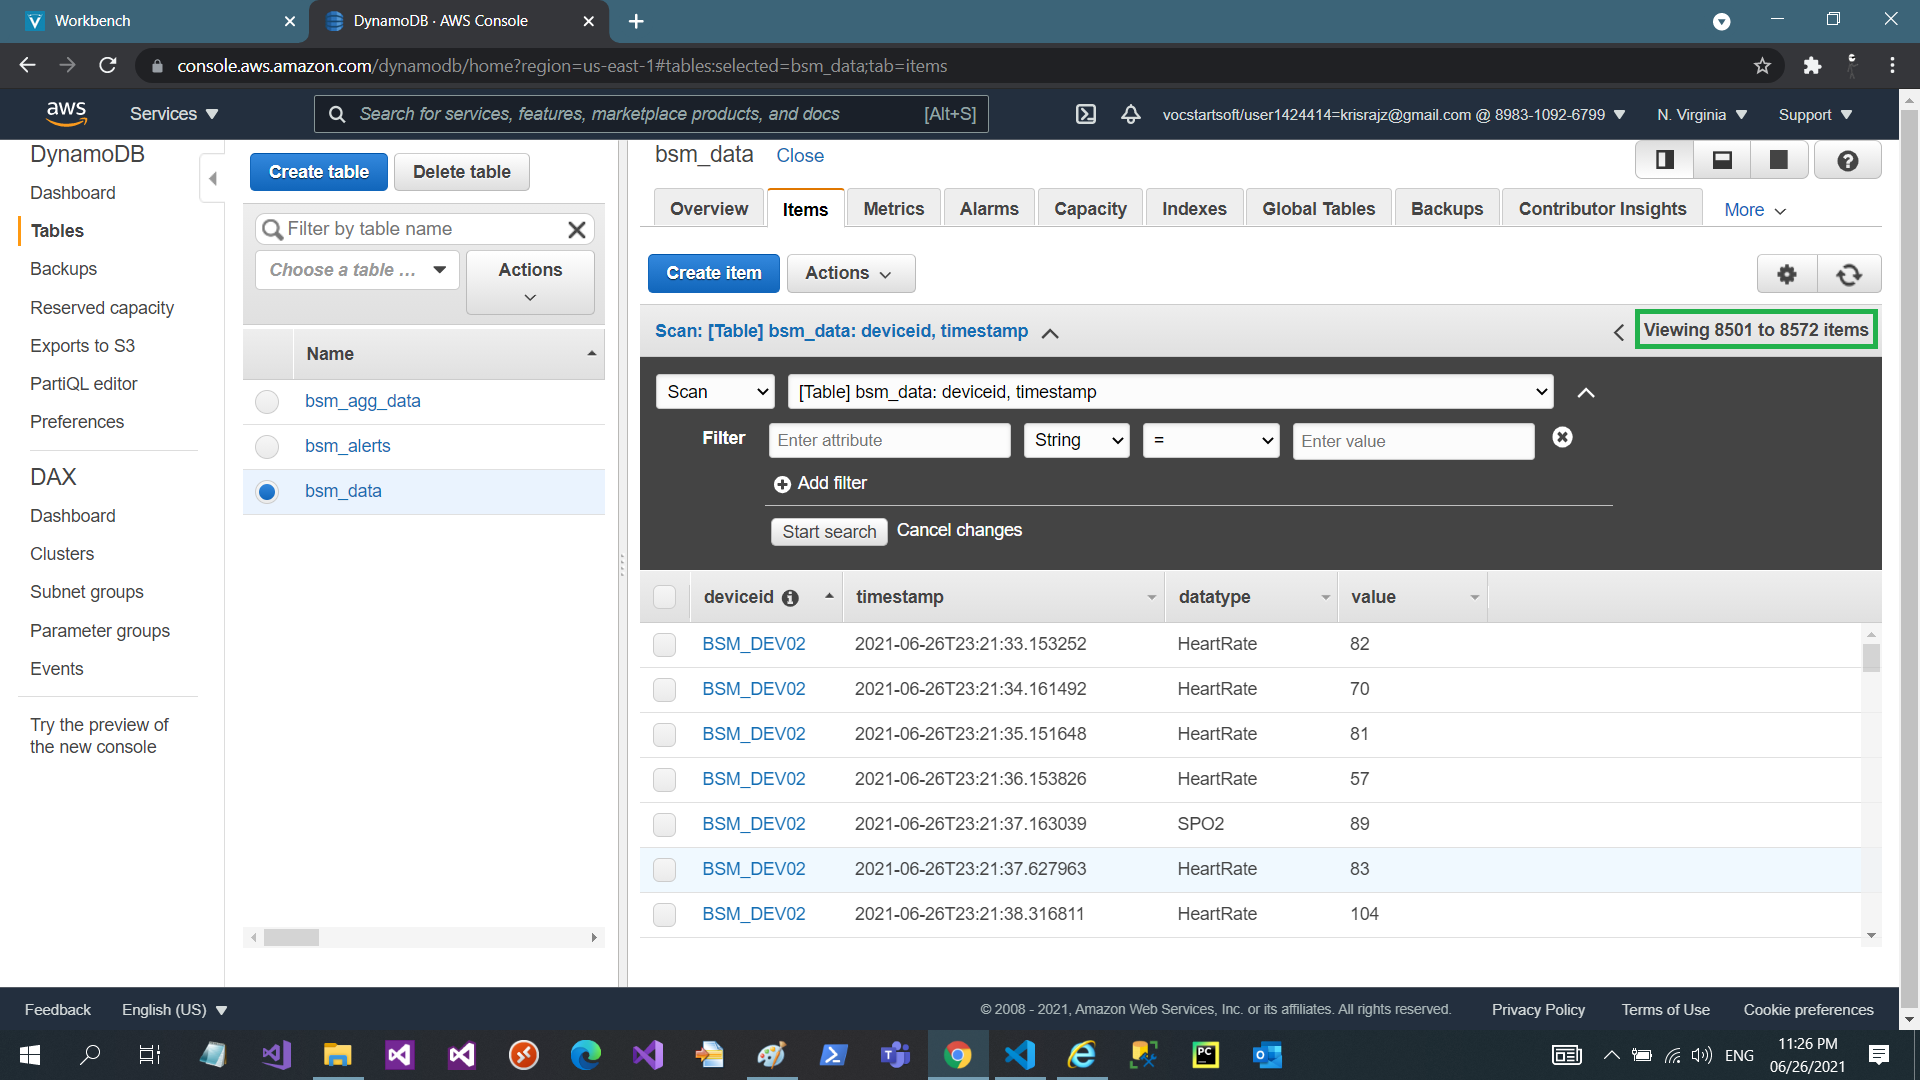 Workbench
DynamoDB · AWS Console
console.aws.amazon.com/dynamodb/home?region=us-east-1#tables:selected=bsm_data;tab=items
aws
Services
Search for services, features, marketplace products, and docs [Alt+S]
vocstartsoft/user1424414=krisrajz@gmail.com @ 8983-1092-6799
N. Virginia
Support
DynamoDB
Dashboard
Tables
Backups
Reserved capacity
Exports to S3
PartiQL editor
Preferences
DAX
Dashboard
Clusters
Subnet groups
Parameter groups
Events
Try the preview of
the new console
Create table
Delete table
Filter by table name
Choose a table ...
Actions
Name
bsm_agg_data
bsm_alerts
bsm_data
bsm_data Close
Overview Items Metrics Alarms Capacity Indexes Global Tables Backups Contributor Insights More
Create item
Actions
Scan: [Table] bsm_data: deviceid, timestamp
Viewing 8501 to 8572 items
Scan
[Table] bsm_data: deviceid, timestamp
Filter Enter attribute String = Enter value
Add filter
Start search Cancel changes
deviceid timestamp datatype value
BSM_DEV02 2021-06-26T23:21:33.153252 HeartRate 82
BSM_DEV02 2021-06-26T23:21:34.161492 HeartRate 70
BSM_DEV02 2021-06-26T23:21:35.151648 HeartRate 81
BSM_DEV02 2021-06-26T23:21:36.153826 HeartRate 57
BSM_DEV02 2021-06-26T23:21:37.163039 SPO2 89
BSM_DEV02 2021-06-26T23:21:37.627963 HeartRate 83
BSM_DEV02 2021-06-26T23:21:38.316811 HeartRate 104
Feedback
English (US)
© 2008 - 2021, Amazon Web Services, Inc. or its affiliates. All rights reserved.
Privacy Policy
Terms of Use
Cookie preferences
PC
ENG
11:26 PM
06/26/2021